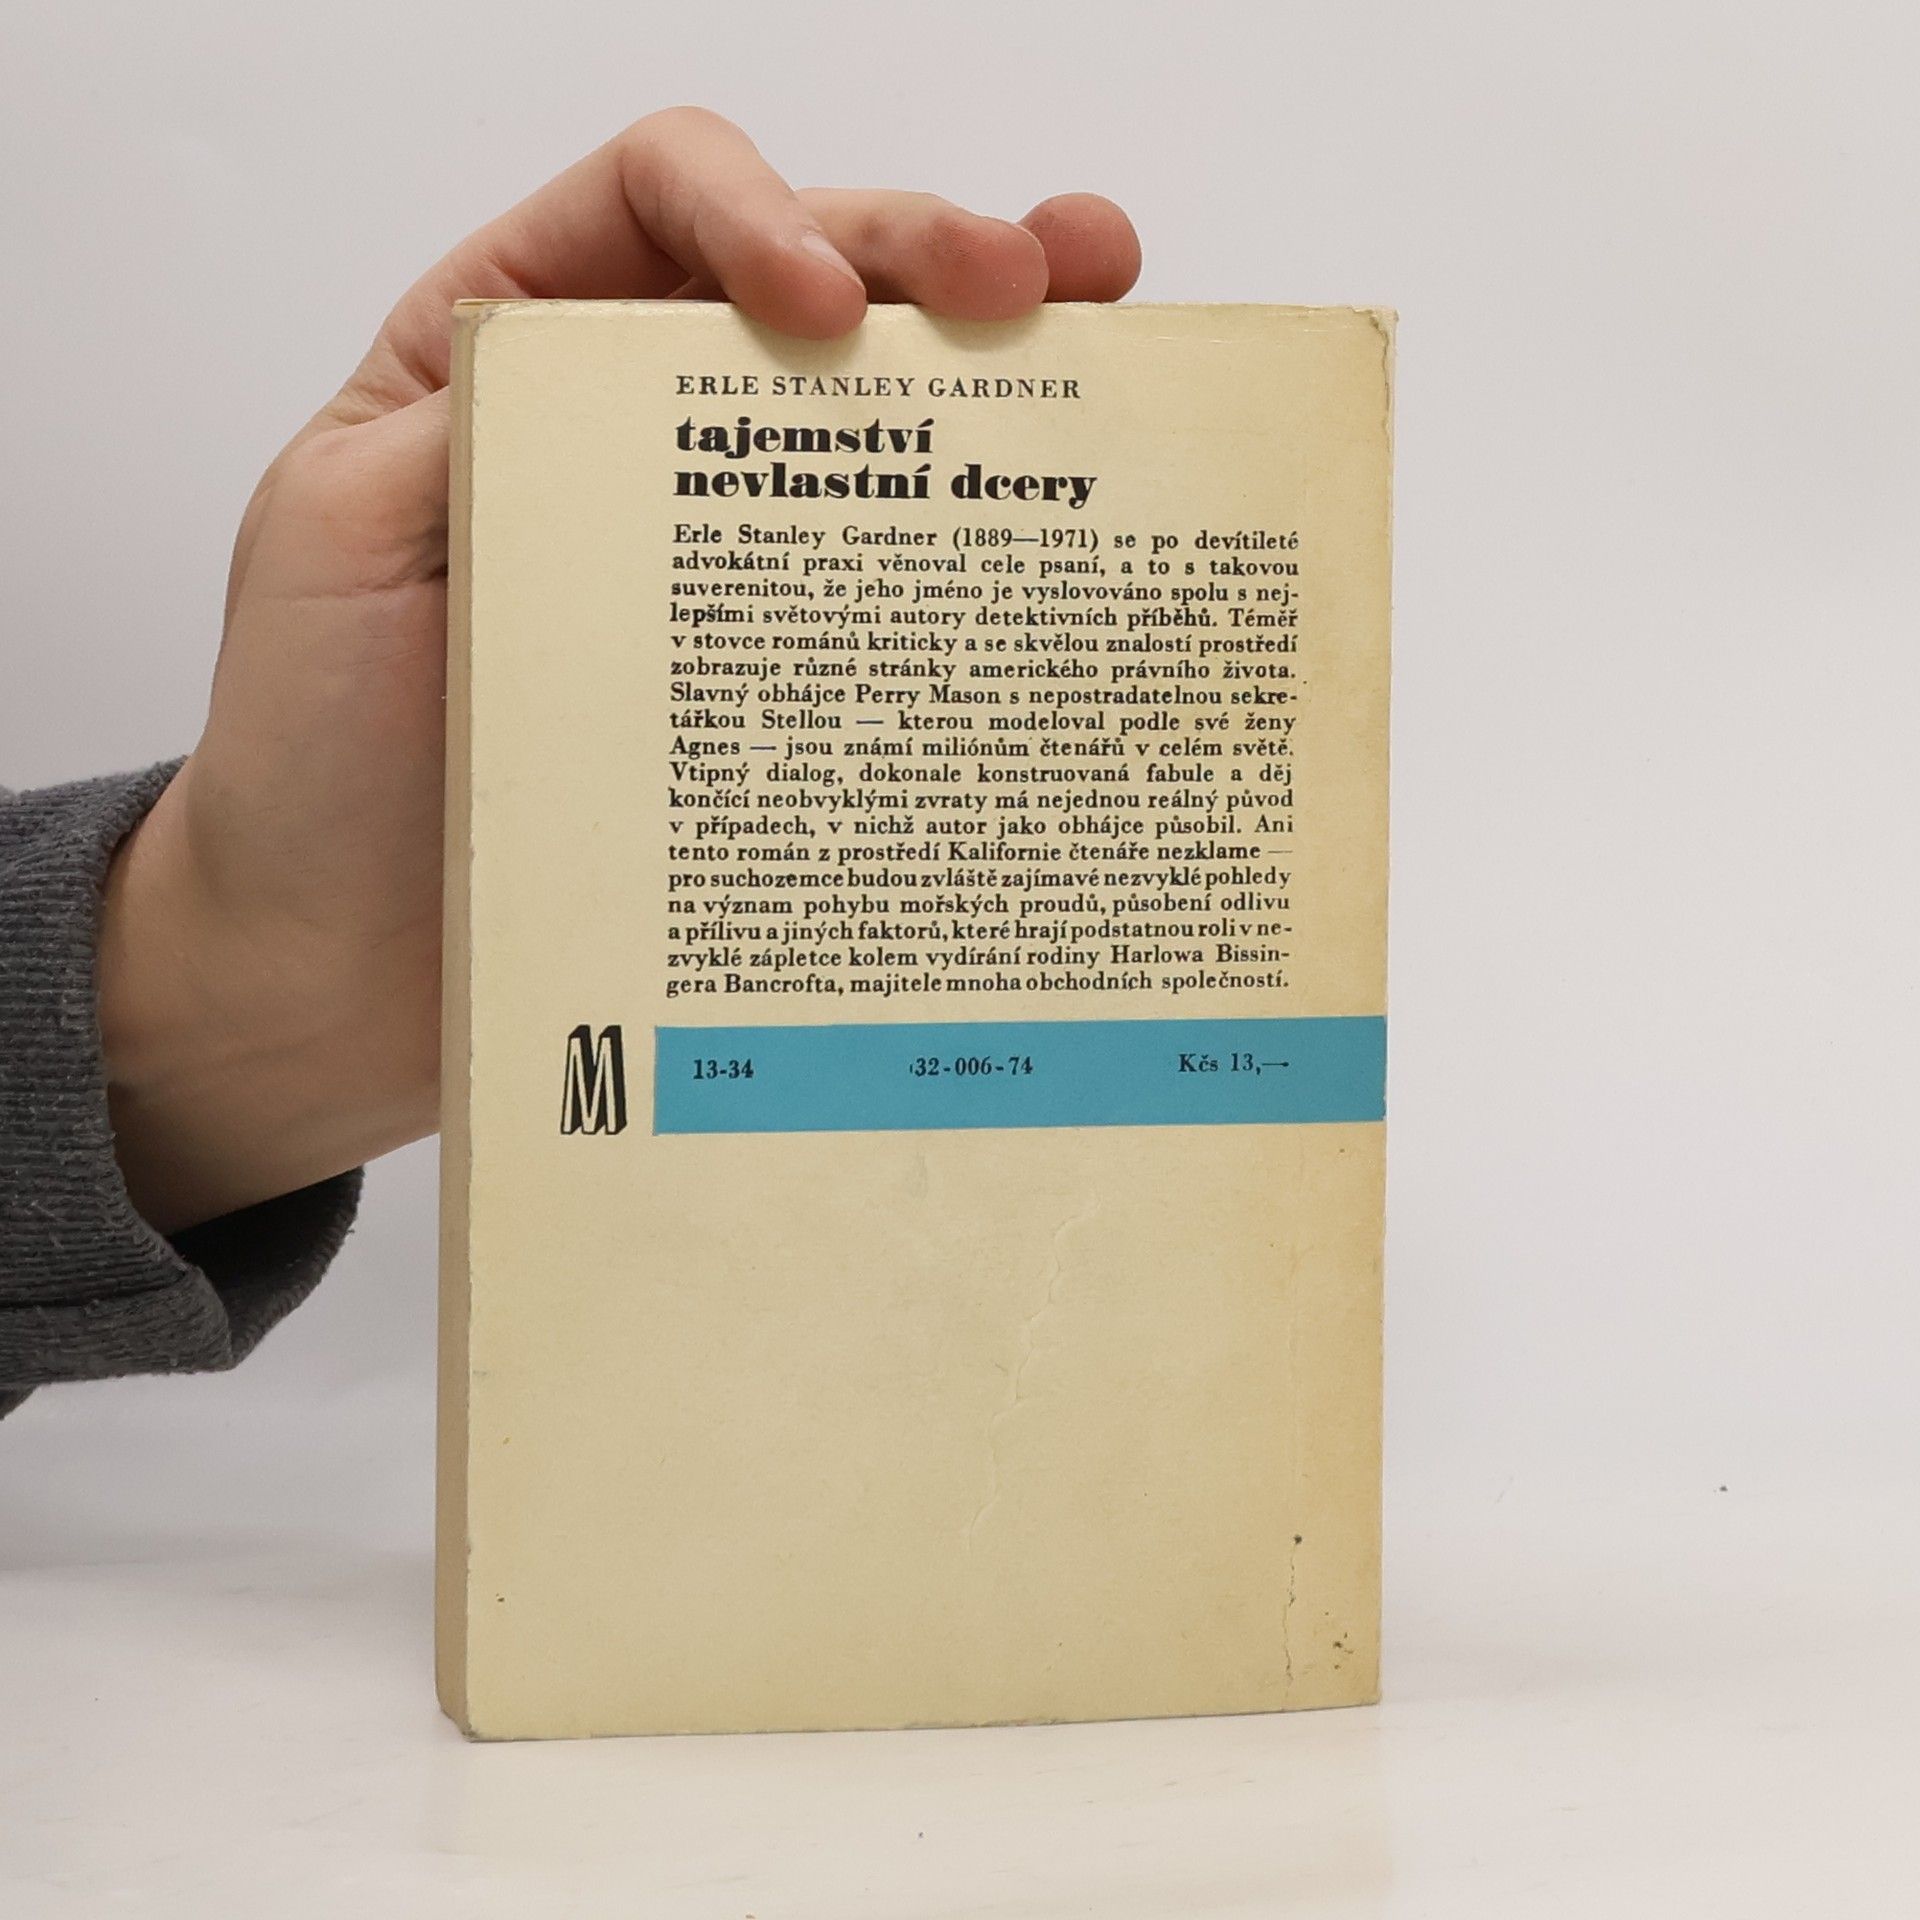 ERLE STANLEY GARDNER
tajemství
nevlastní dcery
Erle Stanley Gardner (1889—1971) se po devítileté
advokátní praxi věnoval cele psaní, a to s takovou
suverenitou, že jeho jméno je vyslovováno spolu s nej-
lepšími světovými autory detektivních příběhů. Téměř
v stovce románů kriticky a se skvělou znalostí prostředí
zobrazuje různé stránky amerického právního života.
Slavný obhájce Perry Mason s nepostradatelnou sekre-
tářkou Stellou — kterou modeloval podle své ženy
Agnes — jsou známí miliónům čtenářů v celém světě.
Vtipný dialog, dokonale konstruovaná fabule a děj
končící neobvyklými zvraty má nejednou reálný původ
v případech, v nichž autor jako obhájce působil. Ani
tento román z prostředí Kalifornie čtenáře nezklame —
pro suchozemce budou zvláště zajímavé nezvyklé pohledy
na význam pohybu mořských proudů, působení odlivu
a přílivu a jiných faktorů, které hrají podstatnou roli v ne-
zvyklé zápletce kolem vydírání rodiny Harlowa Bissin-
gera Bancrofta, majitele mnoha obchodních společností.
M
13-34 32-006-74 Kčs 13,—